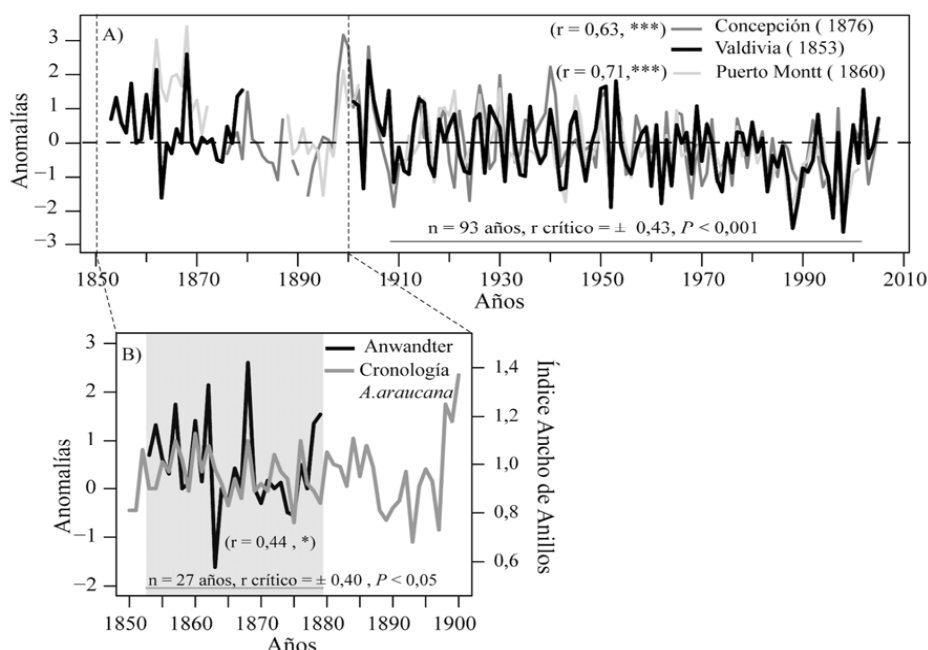 A)
(r = 0,63, ***) Concepción ( 1876)
Valdivia ( 1853)
(r = 0,71,***) Puerto Montt ( 1860)
Anomalías
3
2
1
0
−1
−2
−3
n = 93 años, r crítico = ± 0,43, P < 0,001
1850 1870 1890 1910 1930 1950 1970 1990 2010
Años
B)
Anwandter
Cronología
A.araucana
Anomalías
3
2
1
0
−1
−2
1,4
1,2
1,0
0,8
0,6
Índice Ancho de Anillos
(r = 0,44 , *)
n = 27 años, r crítico = ± 0,40 , P < 0,05
1850 1860 1870 1880 1890 1900
Años